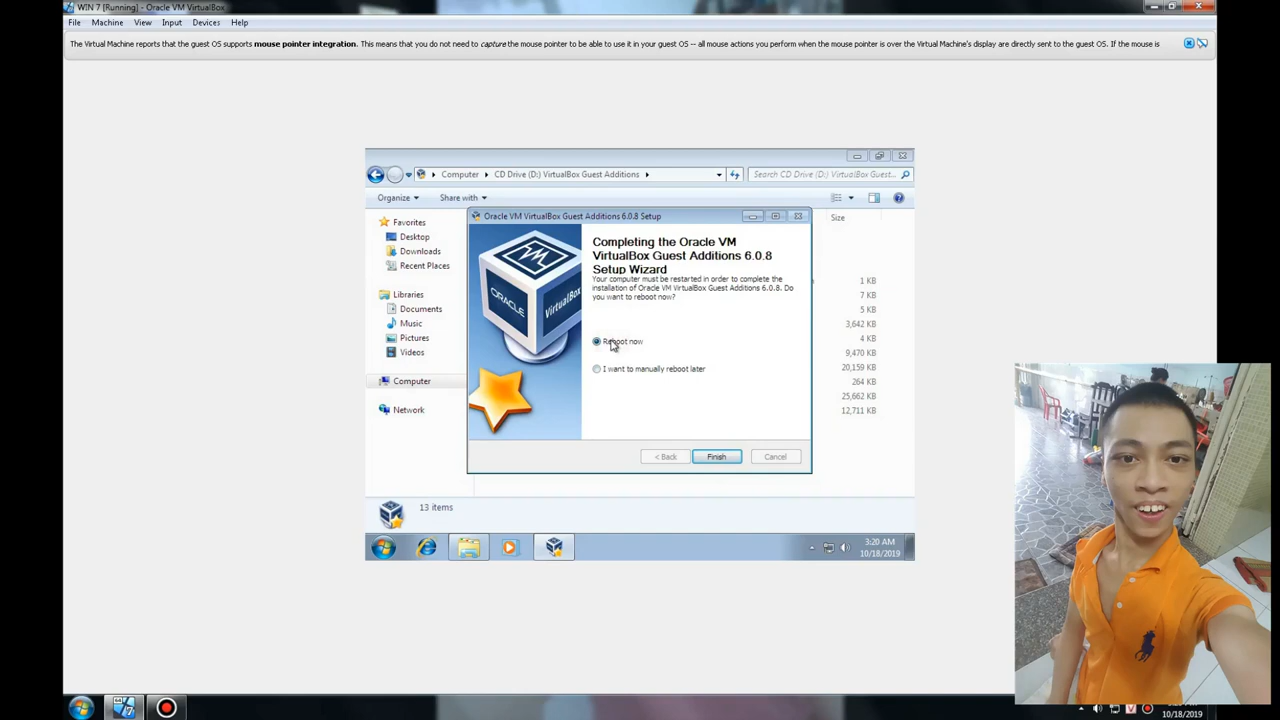 WIN 7 [Running] - Oracle VM VirtualBox
File Machine View Input Devices Help
The Virtual Machine reports that the guest OS supports mouse pointer integration. This means that you do not need to capture the mouse pointer to be able to use it in your guest OS -- all mouse actions you perform when the mouse pointer is over the Virtual Machine's display are directly sent to the guest OS. If the mouse is
Computer CD Drive (D:) VirtualBox Guest Additions
Search CD Drive (D:) VirtualBox Guest...
Organize Share with
Favorites
Desktop
Downloads
Recent Places
Libraries
Documents
Music
Pictures
Videos
Computer
Network
Oracle VM VirtualBox Guest Additions 6.0.8 Setup
ORACLE
VirtualBox
Completing the Oracle VM
VirtualBox Guest Additions 6.0.8
Setup Wizard
Your computer must be restarted in order to complete the
installation of Oracle VM VirtualBox Guest Additions 6.0.8. Do
you want to reboot now?
Reboot now
I want to manually reboot later
< Back Finish Cancel
Size
1 KB
7 KB
5 KB
3,642 KB
4 KB
9,470 KB
20,159 KB
264 KB
25,662 KB
12,711 KB
13 items
3:20 AM
10/18/2019
10/18/2019